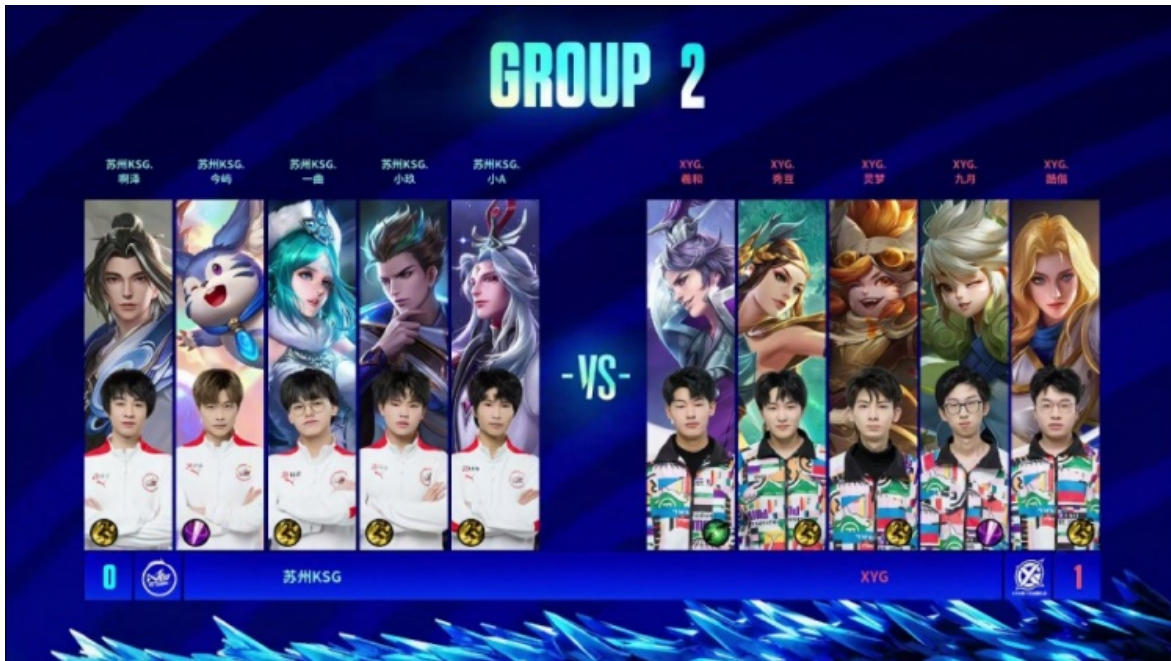 GROUP 2
苏州KSG.
啊泽
苏州KSG.
今屿
苏州KSG.
一曲
苏州KSG.
小玖
苏州KSG.
小A
XYG.
羲和
XYG.
秀豆
XYG.
灵梦
XYG.
九月
XYG.
酷偕
-VS-
0
苏州KSG
XYG
1